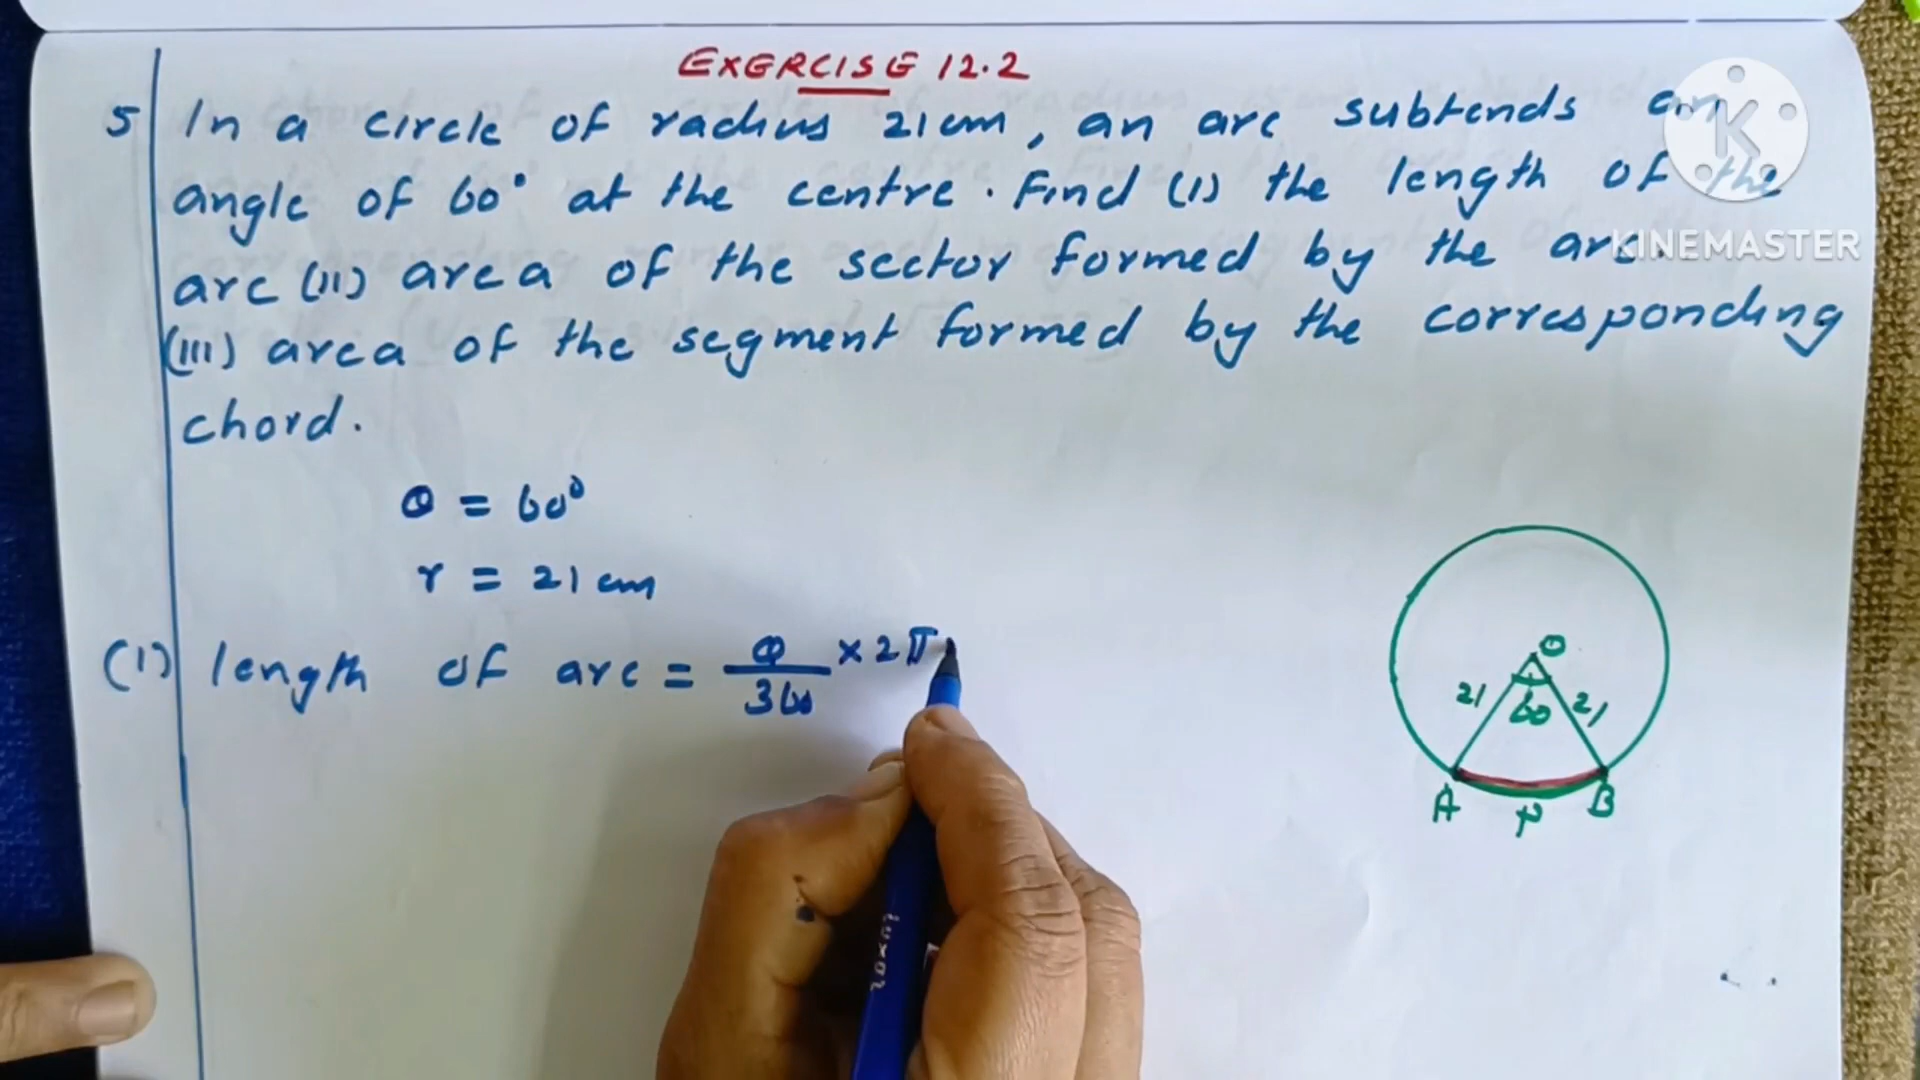 EXERCISE 12.2
5 In a circle of radius 21cm, an arc subtends an
angle of 60° at the centre. Find (i) the length of the
arc (ii) area of the sector formed by the arc.
(iii) area of the segment formed by the corresponding
chord.
θ = 60°
r = 21 cm
(i) length of arc = θ/360 × 2π
O
21 60 21
A P B
K
KINEMASTER